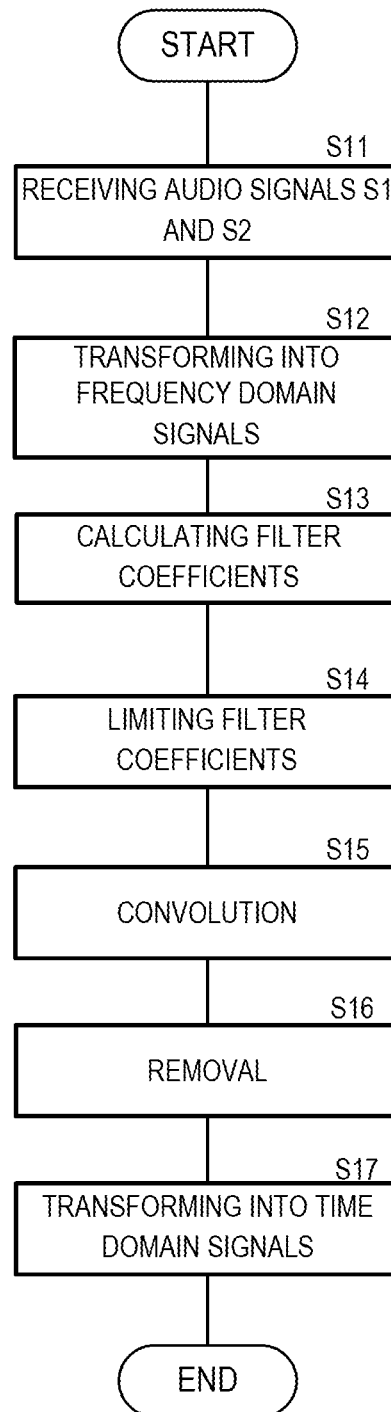 START
S11
RECEIVING AUDIO SIGNALS S1
AND S2
S12
TRANSFORMING INTO
FREQUENCY DOMAIN
SIGNALS
S13
CALCULATING FILTER
COEFFICIENTS
S14
LIMITING FILTER
COEFFICIENTS
S15
CONVOLUTION
S16
REMOVAL
S17
TRANSFORMING INTO TIME
DOMAIN SIGNALS
END